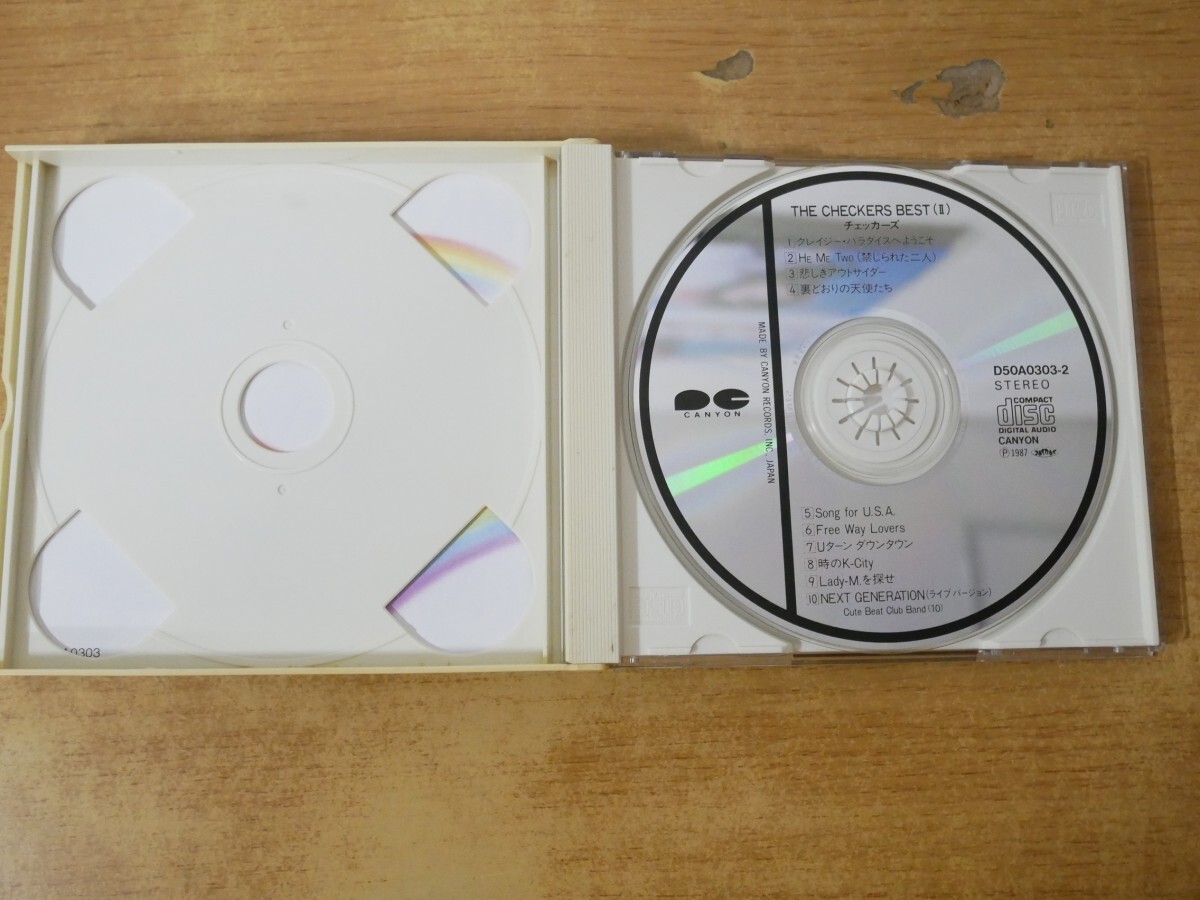 THE CHECKERS BEST(Ⅱ)
チェッカーズ
1 クレイジー・パラダイスへようこそ
2 HE ME TWO (禁じられた二人)
3 悲しきアウトサイダー
4 裏どおりの天使たち
MADE BY CANYON RECORDS, INC., JAPAN
CANYON
D50A0303-2
STEREO
COMPACT
disc
DIGITAL AUDIO
CANYON
Ⓟ1987 JASRAC
5 Song for U.S.A.
6 Free Way Lovers
7 Uターン ダウンタウン
8 時のK-City
9 Lady-M.を探せ
10 NEXT GENERATION(ライブ バージョン)
Cute Beat Club Band (10)
0303